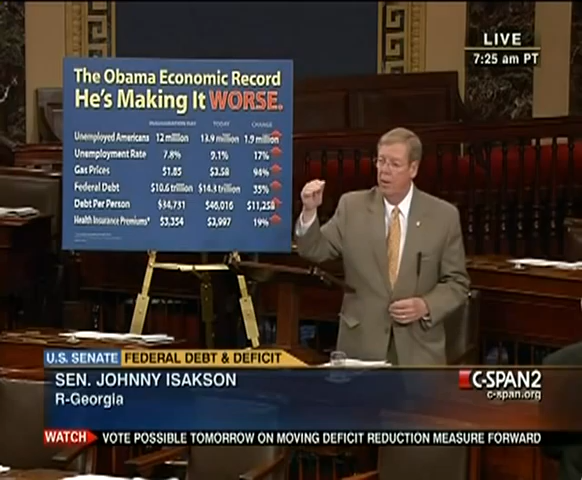 LIVE
7:25 am PT
The Obama Economic Record
He's Making It WORSE.
INAUGURATION DAY TODAY CHANGE
Unemployed Americans 12 million 13.9 million 1.9 million
Unemployment Rate 7.8% 9.1% 17%
Gas Prices $1.85 $3.58 94%
Federal Debt $10.6 trillion $14.3 trillion 35%
Debt Per Person $34,731 $46,016 $11,258
Health Insurance Premiums* $3,354 $3,997 19%
U.S. SENATE FEDERAL DEBT & DEFICIT
SEN. JOHNNY ISAKSON
R-Georgia
C-SPAN2
c-span.org
WATCH VOTE POSSIBLE TOMORROW ON MOVING DEFICIT REDUCTION MEASURE FORWARD